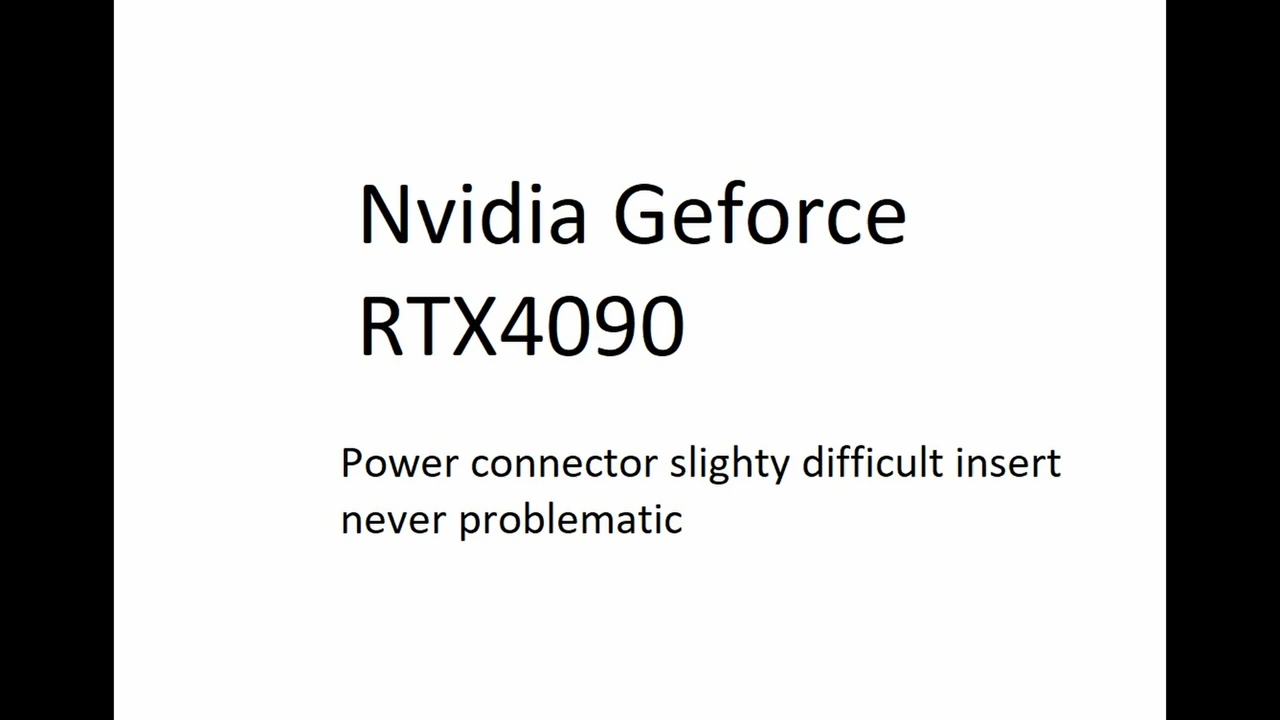 Nvidia Geforce
RTX4090
Power connector slighty difficult insert
never problematic